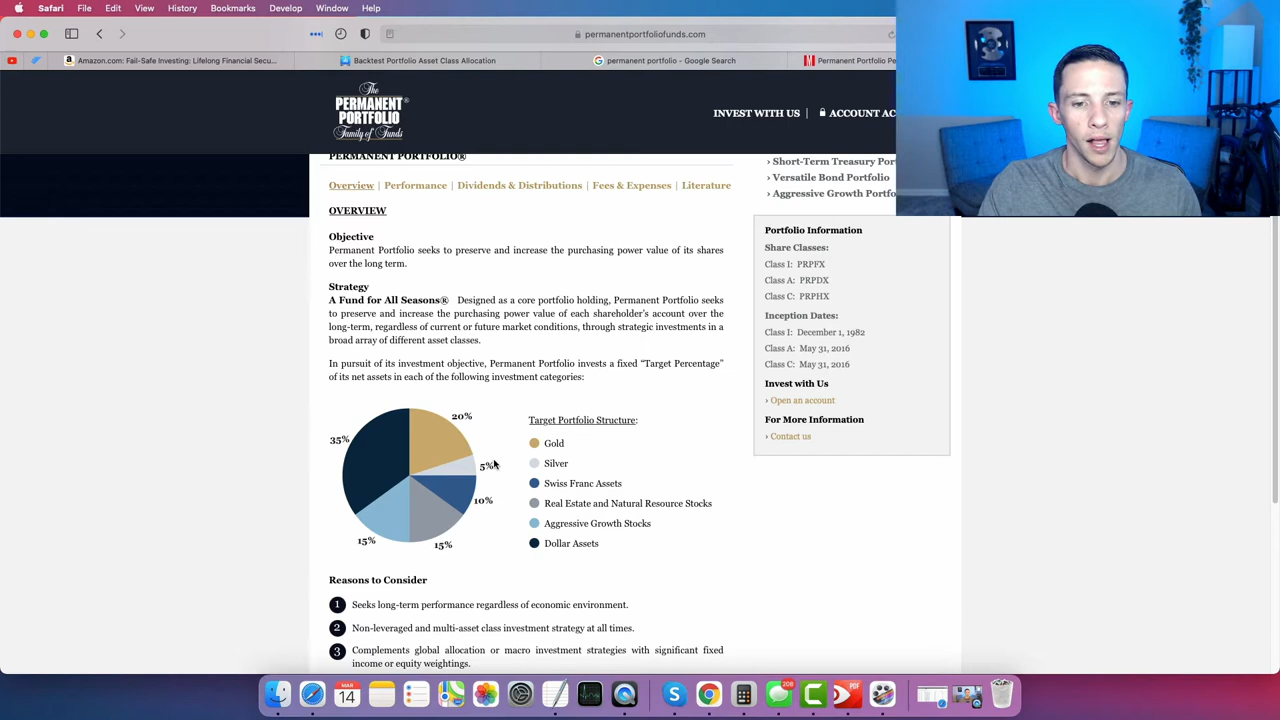 Safari File Edit View History Bookmarks Develop Window Help
permanentportfoliofunds.com
Amazon.com: Fail-Safe Investing: Lifelong Financial Secu...
Backtest Portfolio Asset Class Allocation
permanent portfolio - Google Search
Permanent Portfolio Pe
The
PERMANENT
PORTFOLIO®
Family of Funds
INVEST WITH US | ACCOUNT AC
PERMANENT PORTFOLIO®
Overview | Performance | Dividends & Distributions | Fees & Expenses | Literature
OVERVIEW
Objective
Permanent Portfolio seeks to preserve and increase the purchasing power value of its shares
over the long term.
Strategy
A Fund for All Seasons® Designed as a core portfolio holding, Permanent Portfolio seeks
to preserve and increase the purchasing power value of each shareholder's account over the
long-term, regardless of current or future market conditions, through strategic investments in a
broad array of different asset classes.
In pursuit of its investment objective, Permanent Portfolio invests a fixed “Target Percentage”
of its net assets in each of the following investment categories:
20%
35%
5%
10%
15%
15%
Target Portfolio Structure:
Gold
Silver
Swiss Franc Assets
Real Estate and Natural Resource Stocks
Aggressive Growth Stocks
Dollar Assets
Reasons to Consider
1 Seeks long-term performance regardless of economic environment.
2 Non-leveraged and multi-asset class investment strategy at all times.
3 Complements global allocation or macro investment strategies with significant fixed
income or equity weightings.
› Short-Term Treasury Por
› Versatile Bond Portfolio
› Aggressive Growth Portfo
Portfolio Information
Share Classes:
Class I: PRPFX
Class A: PRPDX
Class C: PRPHX
Inception Dates:
Class I: December 1, 1982
Class A: May 31, 2016
Class C: May 31, 2016
Invest with Us
› Open an account
For More Information
› Contact us
MAR
14
208
PDF